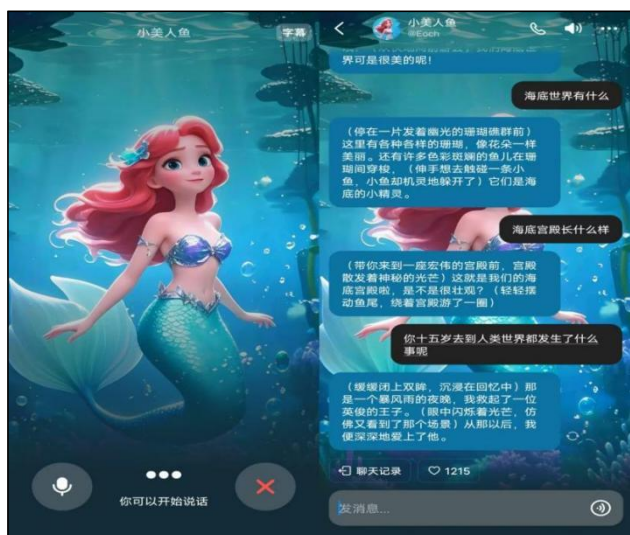 小美人鱼
字幕
你可以开始说话
小美人鱼
@Eoch
界可是很美的呢！
海底世界有什么
（停在一片发着幽光的珊瑚礁群前）
这里有各种各样的珊瑚，像花朵一样
美丽。还有许多色彩斑斓的鱼儿在珊
瑚间穿梭，（伸手想去触碰一条小
鱼，小鱼却机灵地躲开了）它们是海
底的小精灵。
海底宫殿长什么样
（带你来到一座宏伟的宫殿前，宫殿
散发着神秘的光芒）这就是我们的海
底宫殿啦，是不是很壮观？（轻轻摆
动鱼尾，绕着宫殿游了一圈）
你十五岁去到人类世界都发生了什么
事呢
（缓缓闭上双眸，沉浸在回忆中）那
是一个暴风雨的夜晚，我救起了一位
英俊的王子。（眼中闪烁着光芒，仿
佛又看到了那个场景）从那以后，我
便深深地爱上了他。
聊天记录
1215
发消息...